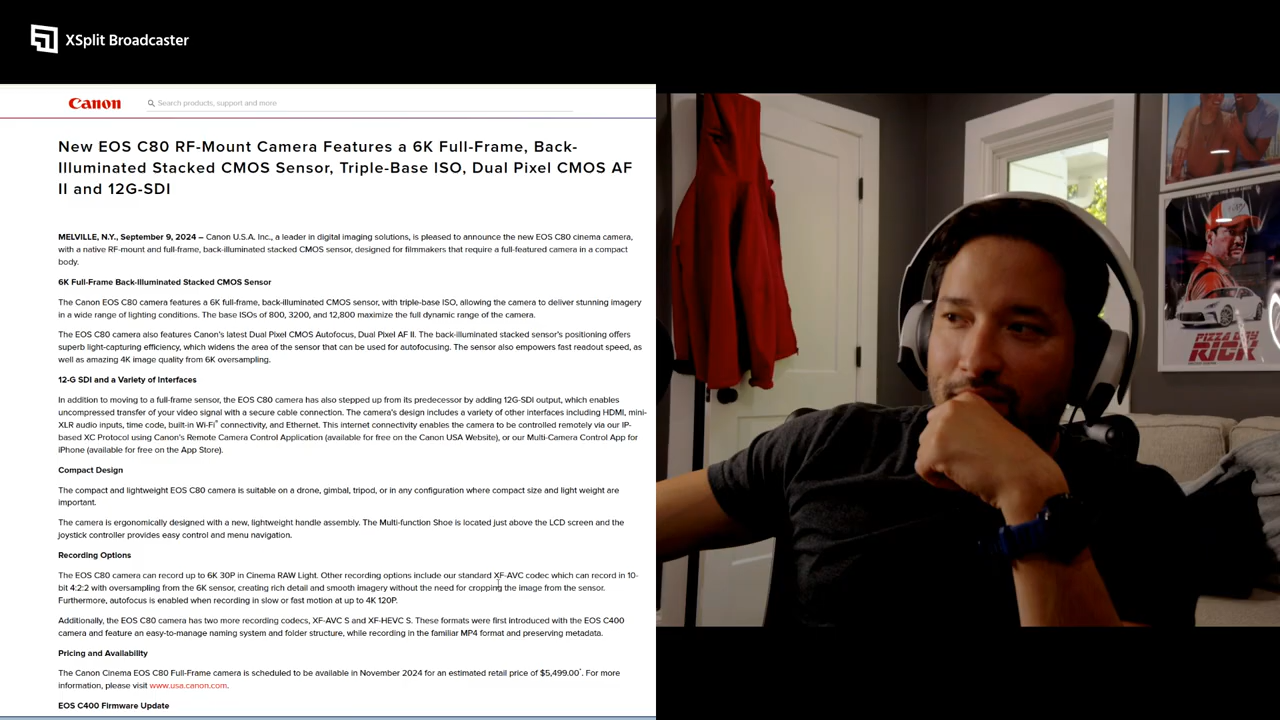 XSplit Broadcaster
Canon
Search products, support and more
New EOS C80 RF-Mount Camera Features a 6K Full-Frame, Back-
Illuminated Stacked CMOS Sensor, Triple-Base ISO, Dual Pixel CMOS AF
II and 12G-SDI
MELVILLE, N.Y., September 9, 2024 – Canon U.S.A. Inc., a leader in digital imaging solutions, is pleased to announce the new EOS C80 cinema camera,
with a native RF-mount and full-frame, back-illuminated stacked CMOS sensor, designed for filmmakers that require a full-featured camera in a compact
body.
6K Full-Frame Back-Illuminated Stacked CMOS Sensor
The Canon EOS C80 camera features a 6K full-frame, back-illuminated CMOS sensor, with triple-base ISO, allowing the camera to deliver stunning imagery
in a wide range of lighting conditions. The base ISOs of 800, 3200, and 12,800 maximize the full dynamic range of the camera.
The EOS C80 camera also features Canon's latest Dual Pixel CMOS Autofocus, Dual Pixel AF II. The back-illuminated stacked sensor's positioning offers
superb light-capturing efficiency, which widens the area of the sensor that can be used for autofocusing. The sensor also empowers fast readout speed, as
well as amazing 4K image quality from 6K oversampling.
12-G SDI and a Variety of Interfaces
In addition to moving to a full-frame sensor, the EOS C80 camera has also stepped up from its predecessor by adding 12G-SDI output, which enables
uncompressed transfer of your video signal with a secure cable connection. The camera's design includes a variety of other interfaces including HDMI, mini-
XLR audio inputs, time code, built-in Wi-Fi® connectivity, and Ethernet. This internet connectivity enables the camera to be controlled remotely via our IP-
based XC Protocol using Canon's Remote Camera Control Application (available for free on the Canon USA Website), or our Multi-Camera Control App for
iPhone (available for free on the App Store).
Compact Design
The compact and lightweight EOS C80 camera is suitable on a drone, gimbal, tripod, or in any configuration where compact size and light weight are
important.
The camera is ergonomically designed with a new, lightweight handle assembly. The Multi-function Shoe is located just above the LCD screen and the
joystick controller provides easy control and menu navigation.
Recording Options
The EOS C80 camera can record up to 6K 30P in Cinema RAW Light. Other recording options include our standard XF-AVC codec which can record in 10-
bit 4:2:2 with oversampling from the 6K sensor, creating rich detail and smooth imagery without the need for cropping the image from the sensor.
Furthermore, autofocus is enabled when recording in slow or fast motion at up to 4K 120P.
Additionally, the EOS C80 camera has two more recording codecs, XF-AVC S and XF-HEVC S. These formats were first introduced with the EOS C400
camera and feature an easy-to-manage naming system and folder structure, while recording in the familiar MP4 format and preserving metadata.
Pricing and Availability
The Canon Cinema EOS C80 Full-Frame camera is scheduled to be available in November 2024 for an estimated retail price of $5,499.00*. For more
information, please visit www.usa.canon.com.
EOS C400 Firmware Update
PIZZA BOY
RICK